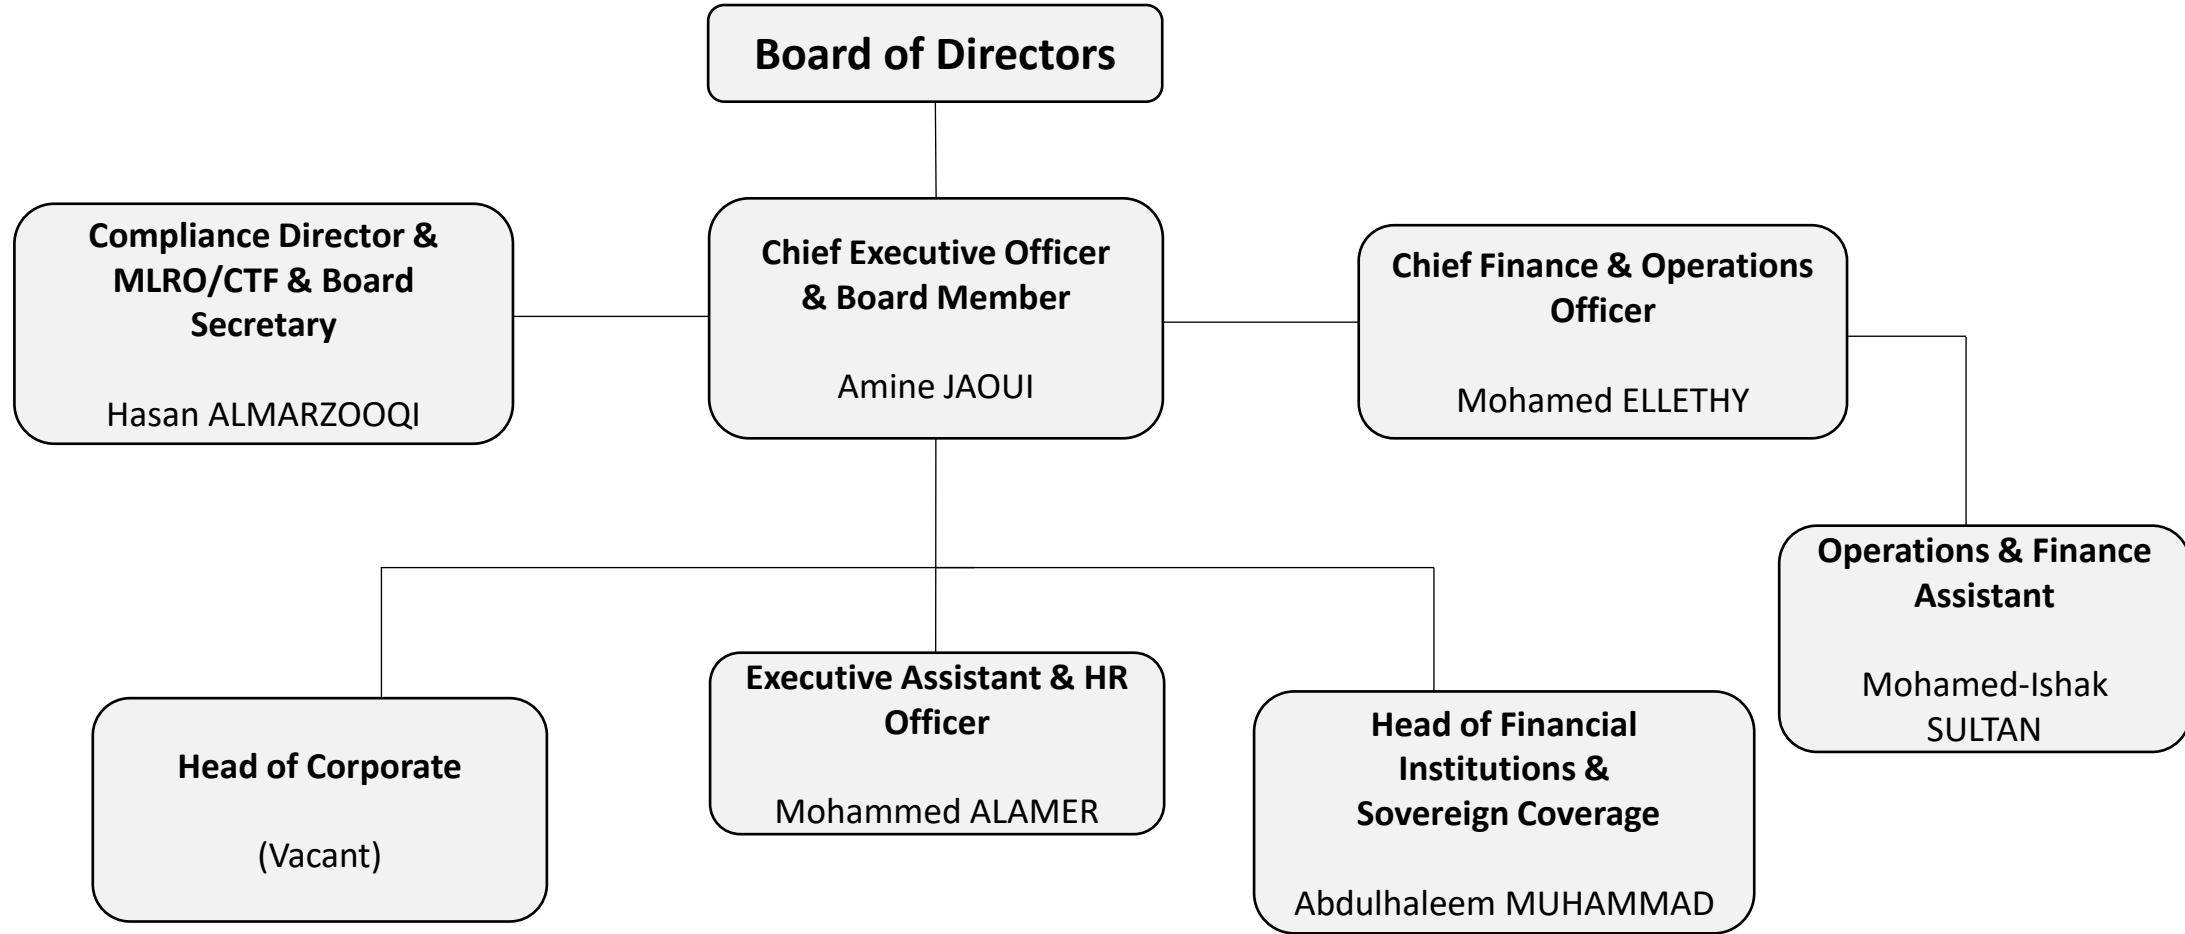 Board of Directors
Compliance Director &
MLRO/CTF & Board
Secretary
Hasan ALMARZOOQI
Chief Executive Officer
& Board Member
Amine JAOUI
Chief Finance & Operations
Officer
Mohamed ELLETHY
Operations & Finance
Assistant
Mohamed-Ishak
SULTAN
Head of Corporate
(Vacant)
Executive Assistant & HR
Officer
Mohammed ALAMER
Head of Financial
Institutions &
Sovereign Coverage
Abdulhaleem MUHAMMAD